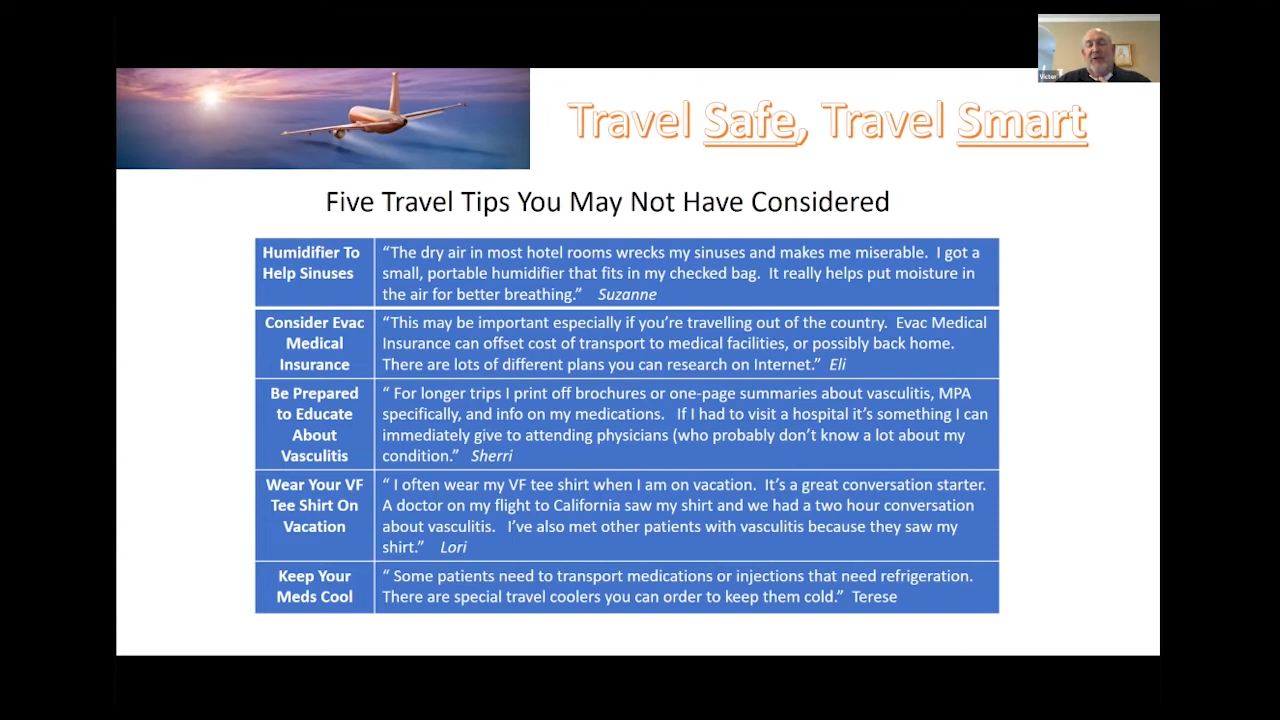 Victor
Travel Safe, Travel Smart
Five Travel Tips You May Not Have Considered
Humidifier To
Help Sinuses
“The dry air in most hotel rooms wrecks my sinuses and makes me miserable.  I got a
small, portable humidifier that fits in my checked bag.  It really helps put moisture in
the air for better breathing.”   Suzanne
Consider Evac
Medical
Insurance
“This may be important especially if you’re travelling out of the country.  Evac Medical
Insurance can offset cost of transport to medical facilities, or possibly back home.
There are lots of different plans you can research on Internet.”  Eli
Be Prepared
to Educate
About
Vasculitis
“ For longer trips I print off brochures or one-page summaries about vasculitis, MPA
specifically, and info on my medications.   If I had to visit a hospital it’s something I can
immediately give to attending physicians (who probably don’t know a lot about my
condition.”   Sherri
Wear Your VF
Tee Shirt On
Vacation
“ I often wear my VF tee shirt when I am on vacation.  It’s a great conversation starter.
A doctor on my flight to California saw my shirt and we had a two hour conversation
about vasculitis.   I’ve also met other patients with vasculitis because they saw my
shirt.”    Lori
Keep Your
Meds Cool
“ Some patients need to transport medications or injections that need refrigeration.
There are special travel coolers you can order to keep them cold.”  Terese